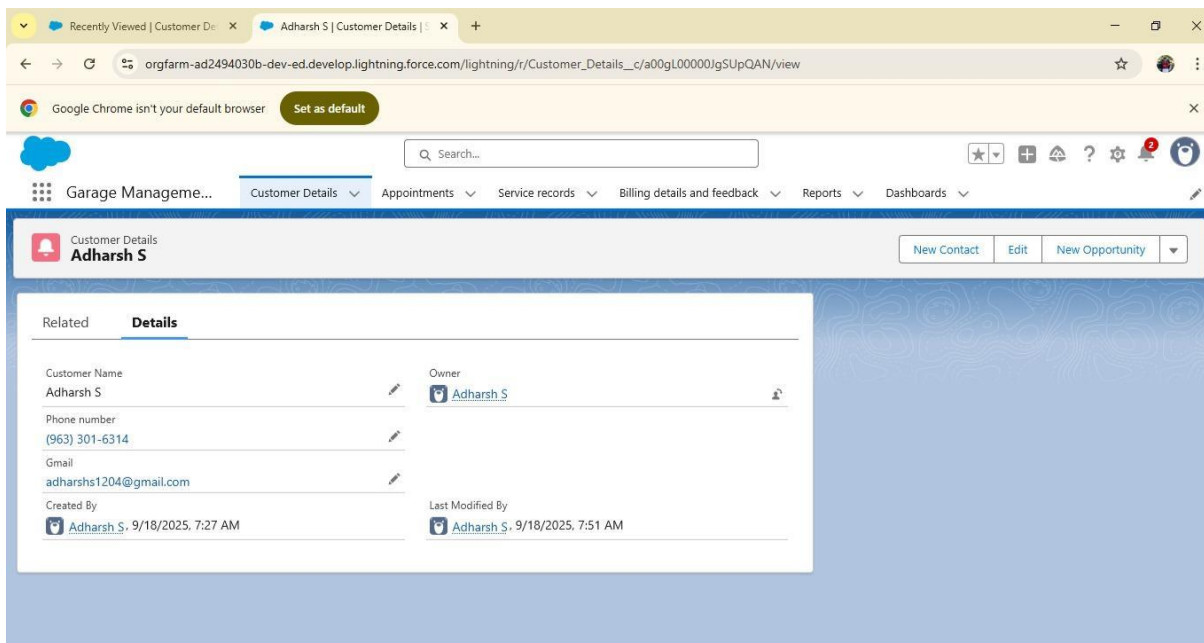 Recently Viewed | Customer De
Adharsh S | Customer Details |
orgfarm-ad2494030b-dev-ed.develop.lightning.force.com/lightning/r/Customer_Details__c/a00gL00000JgSUpQAN/view
Google Chrome isn't your default browser Set as default
Search...
2
Garage Manageme... Customer Details Appointments Service records Billing details and feedback Reports Dashboards
Customer Details
Adharsh S
New Contact Edit New Opportunity
Related Details
Customer Name Owner
Adharsh S Adharsh S
Phone number
(963) 301-6314
Gmail
adharshs1204@gmail.com
Created By Last Modified By
Adharsh S, 9/18/2025, 7:27 AM Adharsh S, 9/18/2025, 7:51 AM